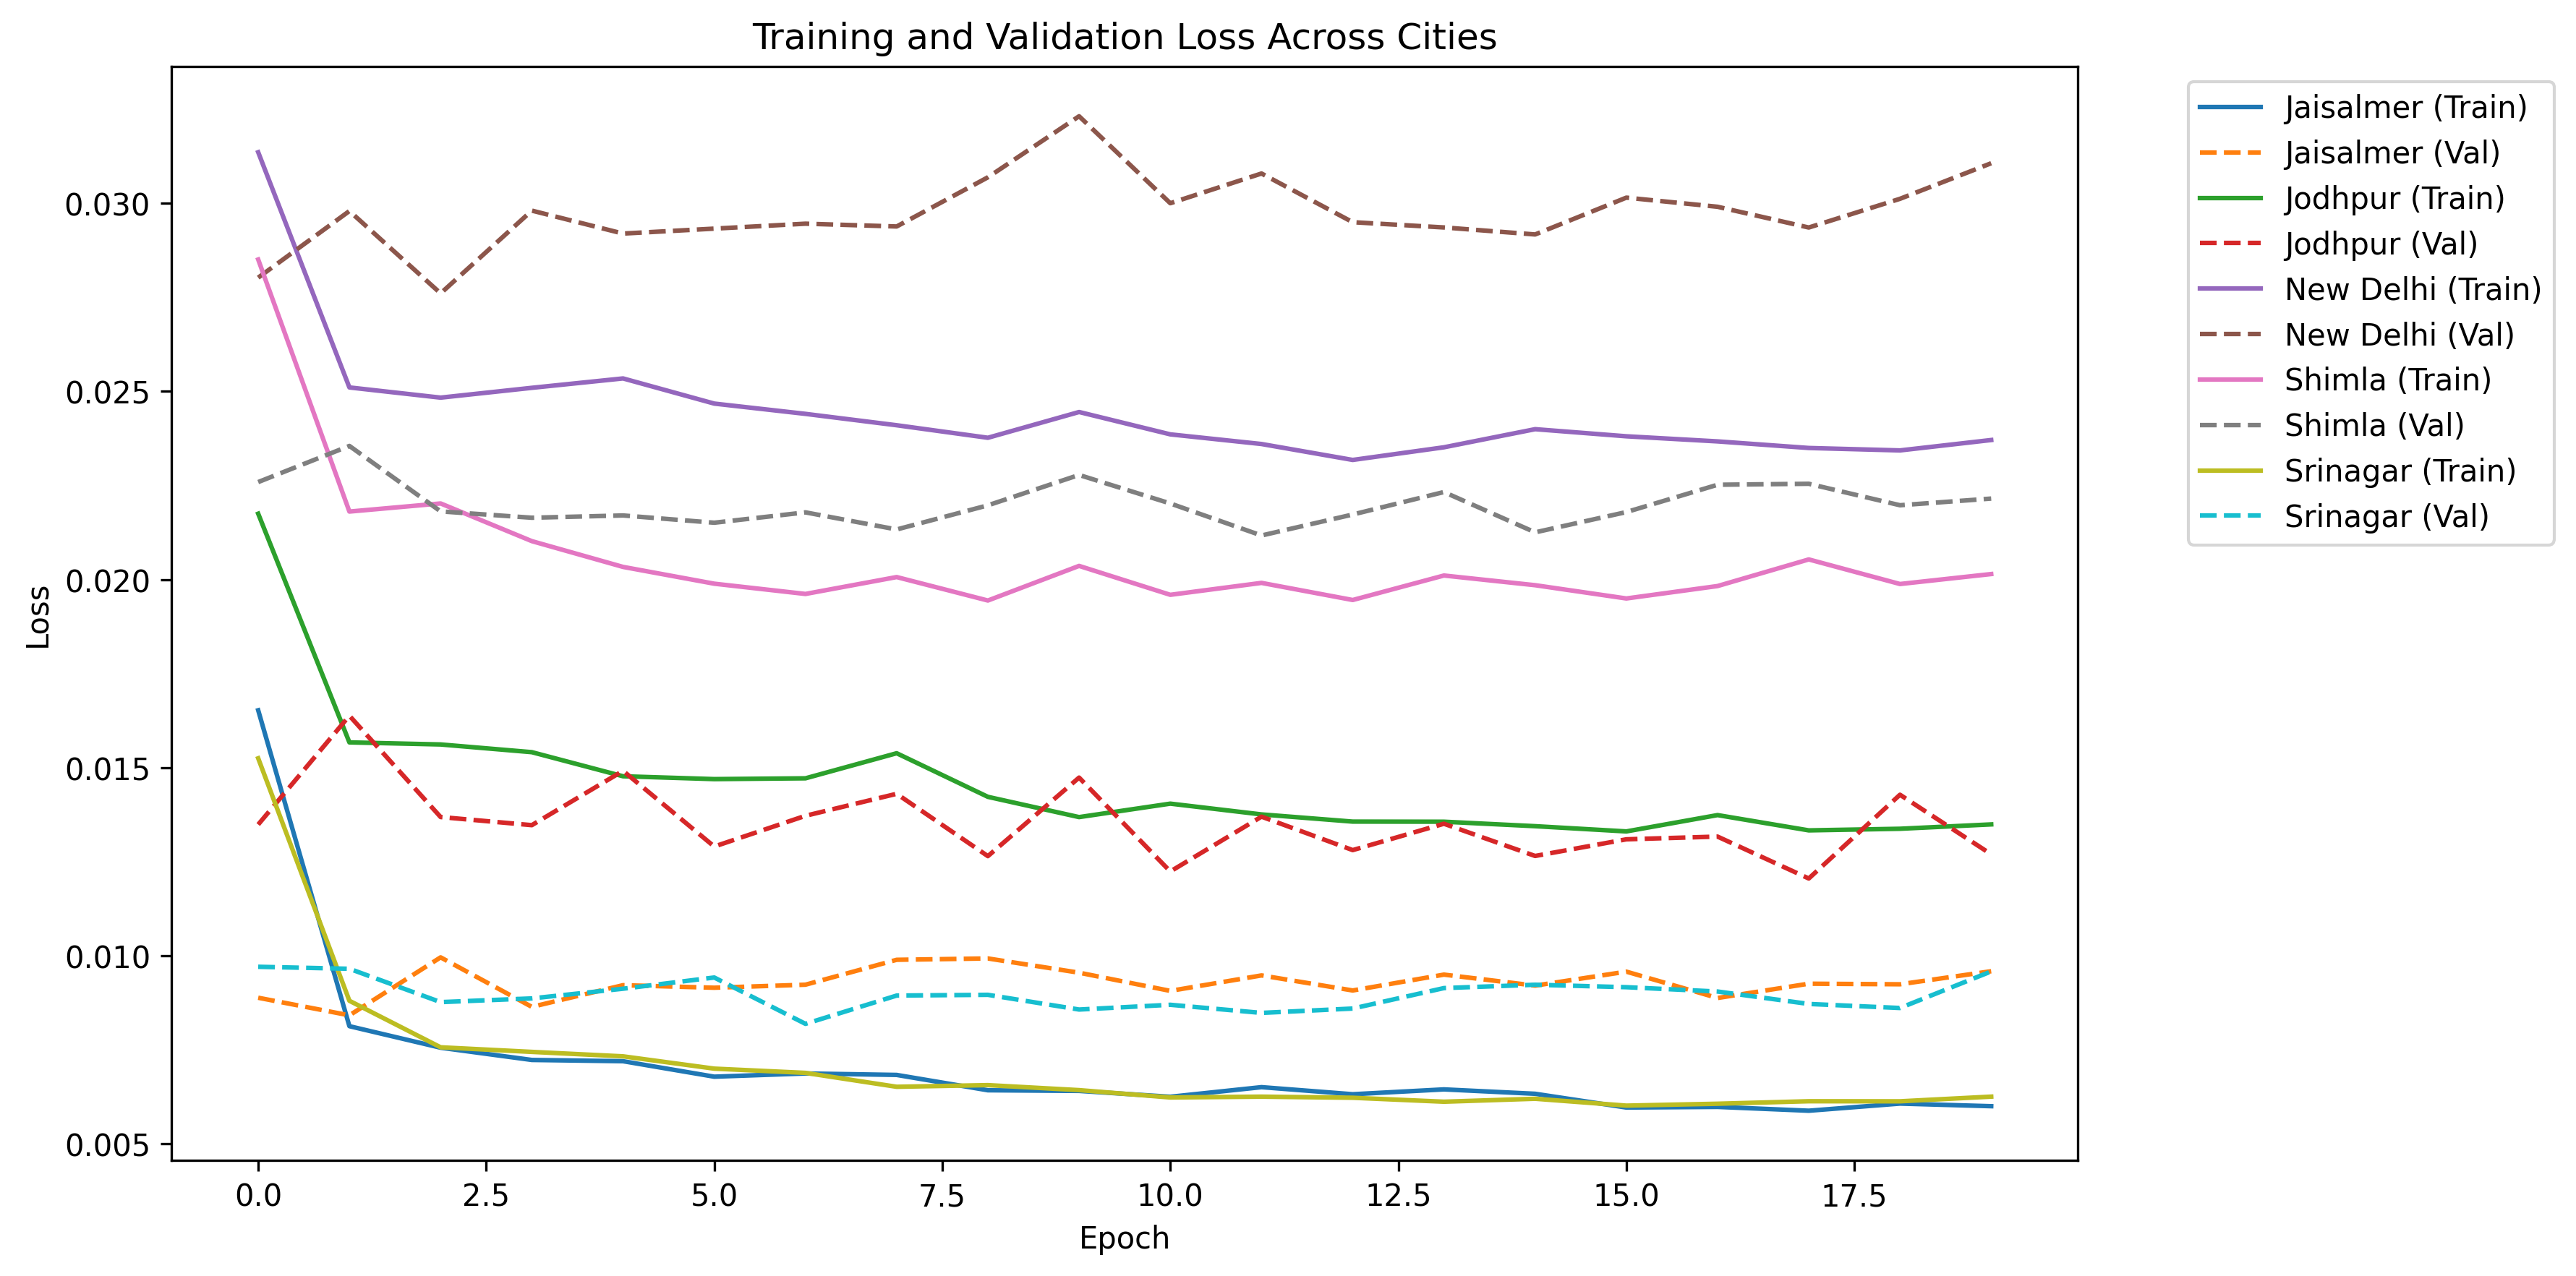 Training and Validation Loss Across Cities
Loss
0.030
0.025
0.020
0.015
0.010
0.005
0.0 2.5 5.0 7.5 10.0 12.5 15.0 17.5
Epoch
Jaisalmer (Train)
Jaisalmer (Val)
Jodhpur (Train)
Jodhpur (Val)
New Delhi (Train)
New Delhi (Val)
Shimla (Train)
Shimla (Val)
Srinagar (Train)
Srinagar (Val)